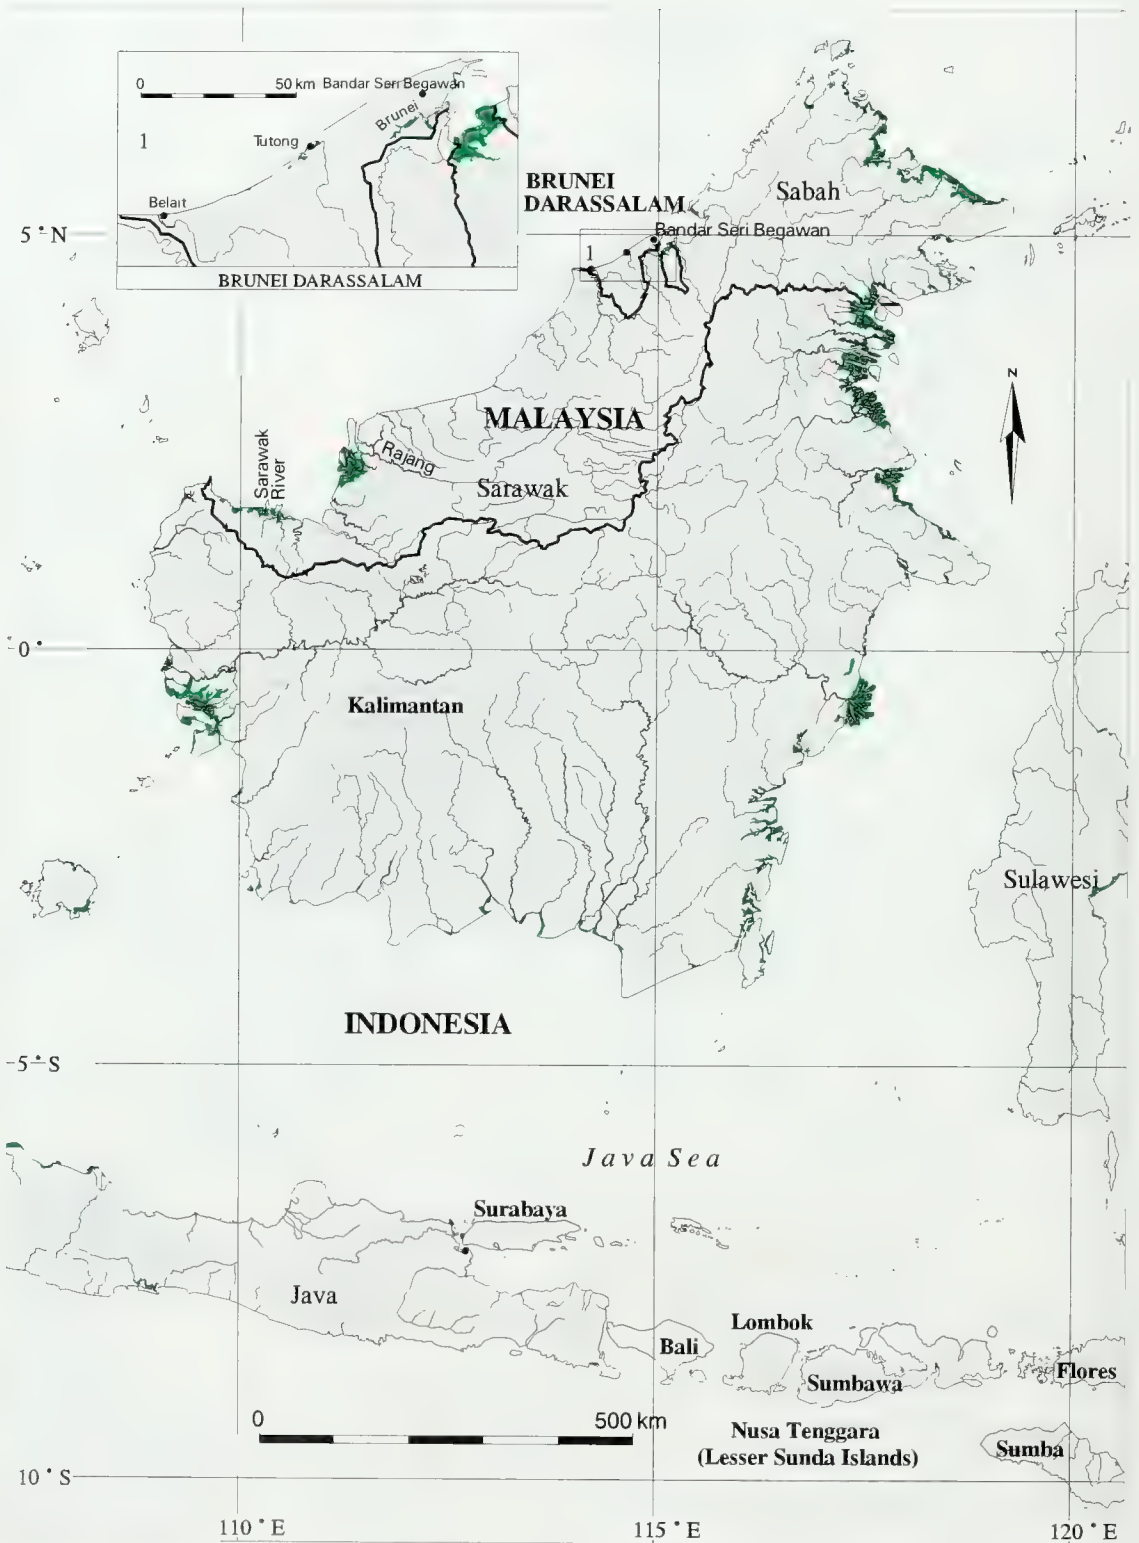 0 50 km Bandar Seri Begawan
Brunei
1
Tutong
Belait
BRUNEI DARASSALAM
BRUNEI
DARASSALAM
Sabah
5 ° N
Bandar Seri Begawan
1
N
MALAYSIA
Sarawak
River
Rajang
Sarawak
0 °
Kalimantan
Sulawesi
INDONESIA
5 ° S
Java Sea
Surabaya
Java
Lombok
Bali
Flores
Sumbawa
0 500 km
Nusa Tenggara
(Lesser Sunda Islands)
Sumba
10 ° S
110 ° E
115 ° E
120 ° E